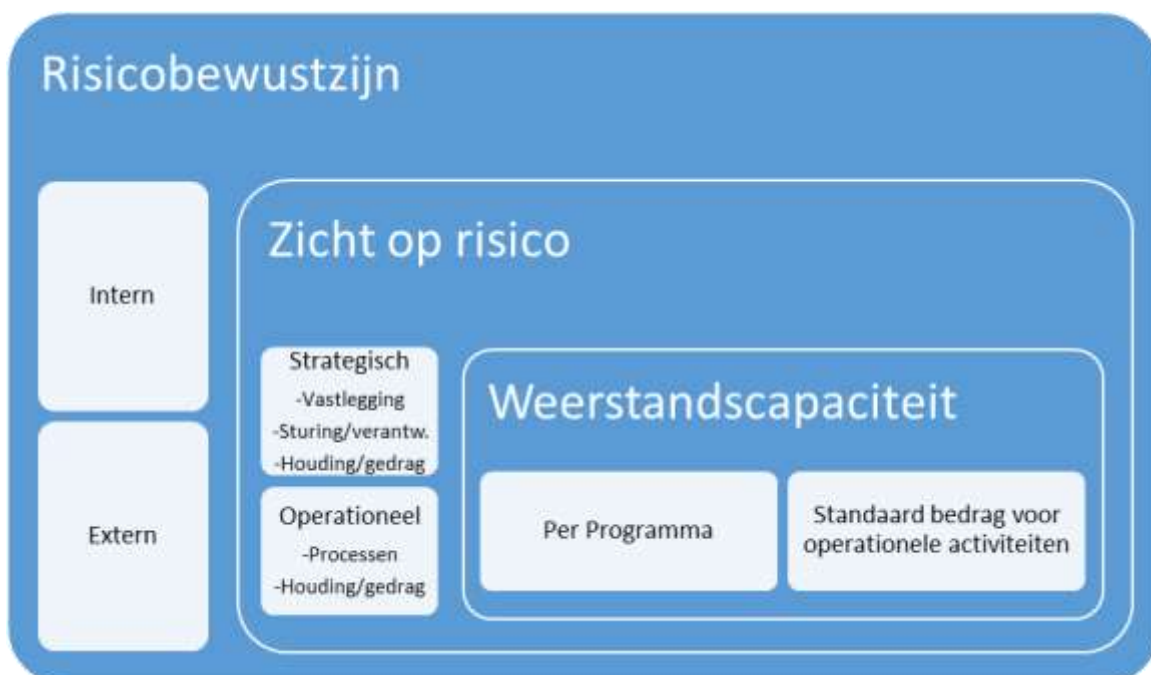 Risicobewustzijn
Intern
Extern
Zicht op risico
Strategisch
-Vastlegging
-Sturing/verantw.
-Houding/gedrag
Operationeel
-Processen
-Houding/gedrag
Weerstandscapaciteit
Per Programma
Standaard bedrag voor
operationele activiteiten